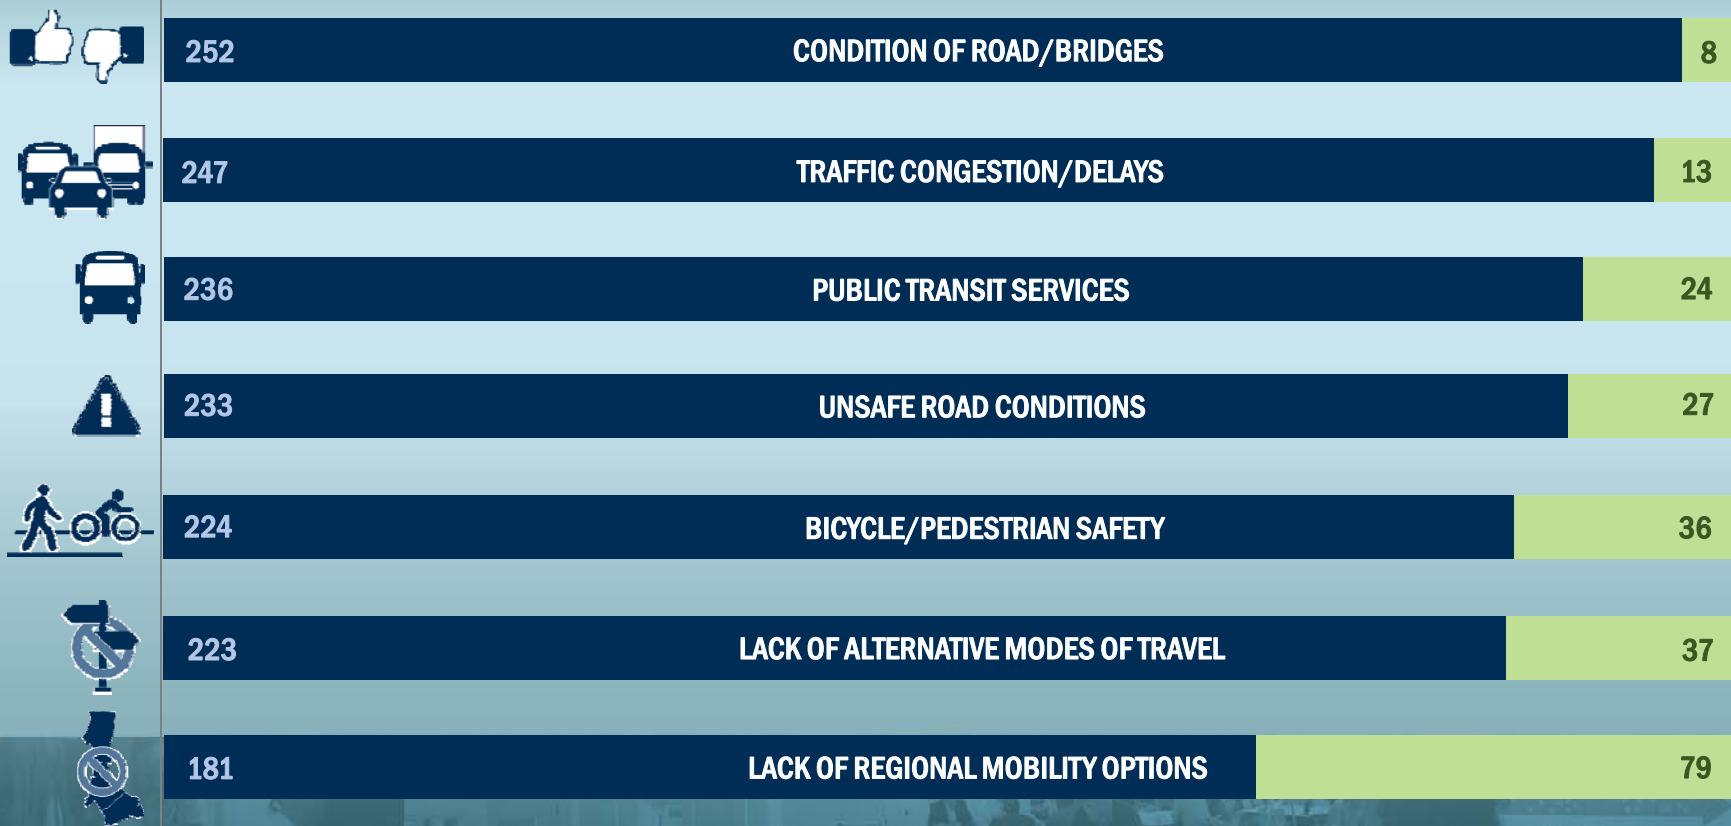 252 CONDITION OF ROAD/BRIDGES 8
247 TRAFFIC CONGESTION/DELAYS 13
236 PUBLIC TRANSIT SERVICES 24
233 UNSAFE ROAD CONDITIONS 27
224 BICYCLE/PEDESTRIAN SAFETY 36
223 LACK OF ALTERNATIVE MODES OF TRAVEL 37
181 LACK OF REGIONAL MOBILITY OPTIONS 79